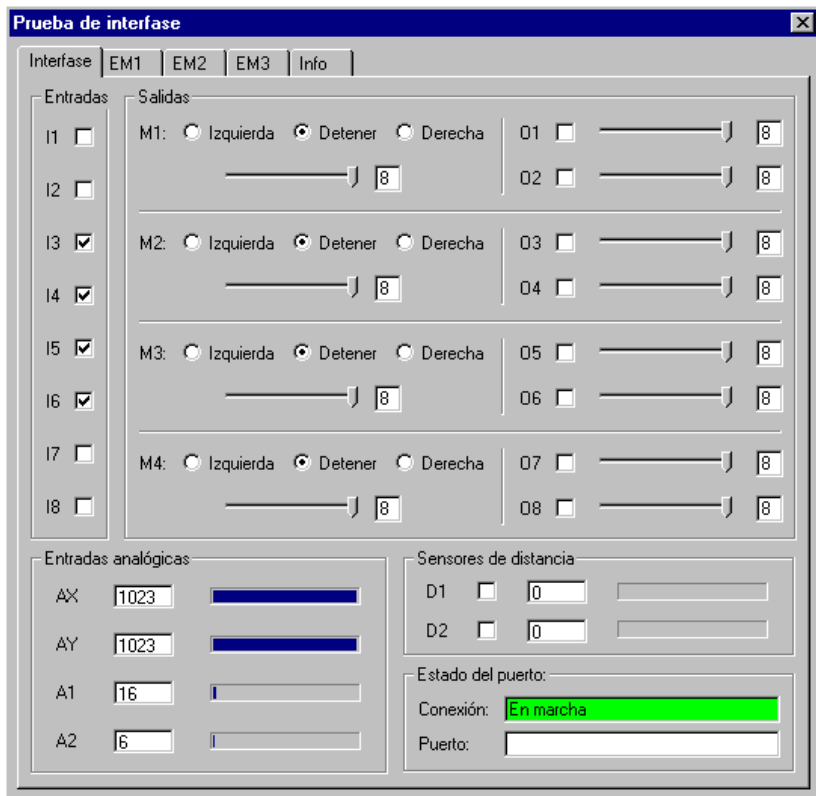 Prueba de interfase
Interfase EM1 EM2 EM3 Info
Entradas
I1
I2
I3
I4
I5
I6
I7
I8
Salidas
M1: Izquierda Detener Derecha
8
O1 8
O2 8
M2: Izquierda Detener Derecha
8
O3 8
O4 8
M3: Izquierda Detener Derecha
8
O5 8
O6 8
M4: Izquierda Detener Derecha
8
O7 8
O8 8
Entradas analógicas
AX 1023
AY 1023
A1 16
A2 6
Sensores de distancia
D1 0
D2 0
Estado del puerto:
Conexión: En marcha
Puerto: